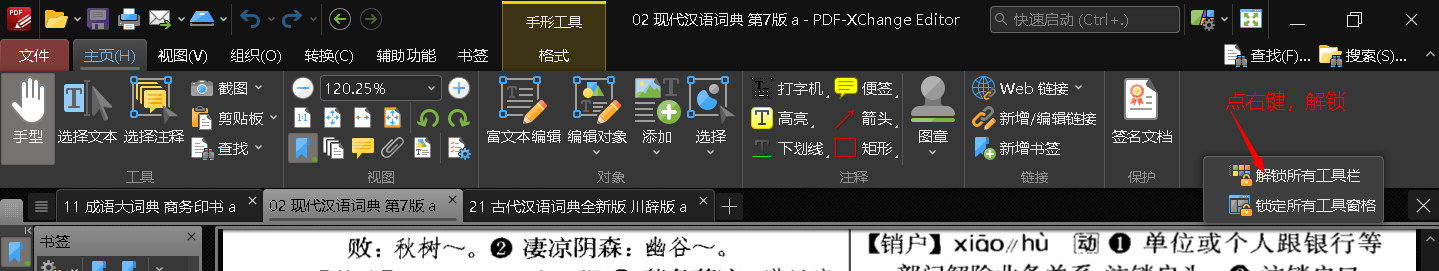 PDF
手形工具
02 现代汉语词典 第7版 a - PDF-XChange Editor
快速启动 (Ctrl+.)
文件
主页(H)
视图(V)
组织(O)
转换(C)
辅助功能
书签
格式
查找(F)...
搜索(S)...
手型
选择文本
选择注释
截图
剪贴板
查找
工具
120.25%
1:1
视图
富文本编辑
编辑对象
添加
选择
对象
打字机
高亮
下划线
便签
箭头
矩形
图章
注释
Web 链接
新增/编辑链接
新增书签
链接
签名文档
保护
点右键，解锁
解锁所有工具栏
锁定所有工具窗格
11 成语大词典 商务印书 a
02 现代汉语词典 第7版 a
21 古代汉语词典全新版 川辞版 a
书签
败：秋树～。❷ 凄凉阴森：幽谷～。
【销户】xiāo∥hù 动 ❶ 单位或个人跟银行等